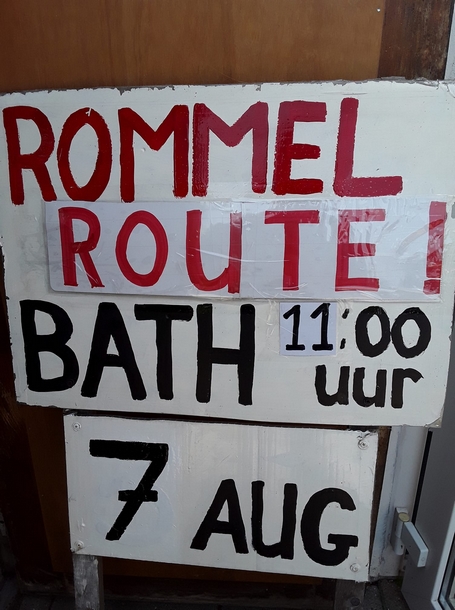 ROMMEL
ROUTE!
BATH 11:00
uur
7 AUG